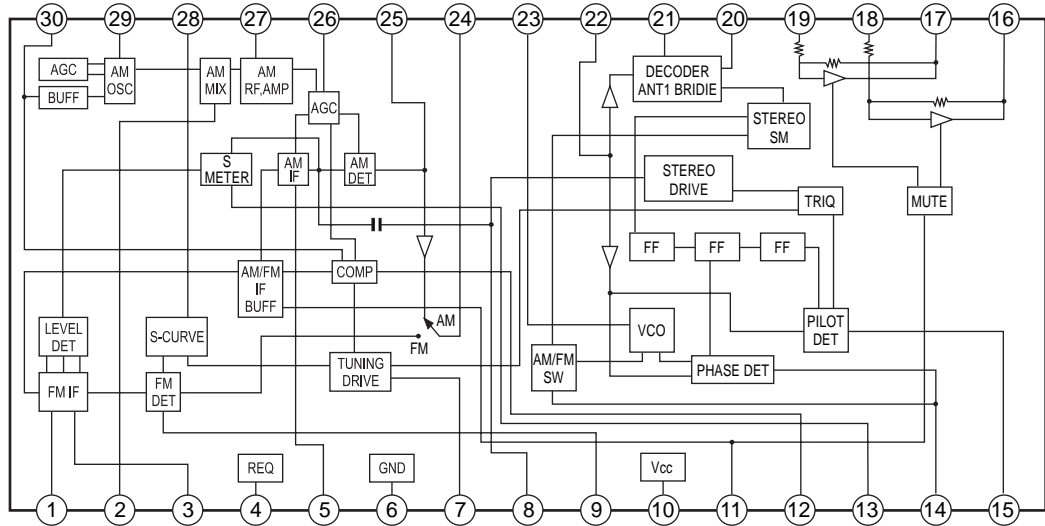 30 29 28 27 26 25 24 23 22 21 20 19 18 17 16
AGC
AM
OSC
BUFF
AM
MIX
AM
RF,AMP
AGC
DECODER
ANT1 BRIDIE
STEREO
SM
S
METER
AM
IF
AM
DET
STEREO
DRIVE
TRIQ
MUTE
FF
FF
FF
AM/FM
IF
BUFF
COMP
AM
FM
LEVEL
DET
S-CURVE
VCO
PILOT
DET
TUNING
DRIVE
AM/FM
SW
PHASE DET
FM IF
FM
DET
REQ
GND
Vcc
1 2 3 4 5 6 7 8 9 10 11 12 13 14 15